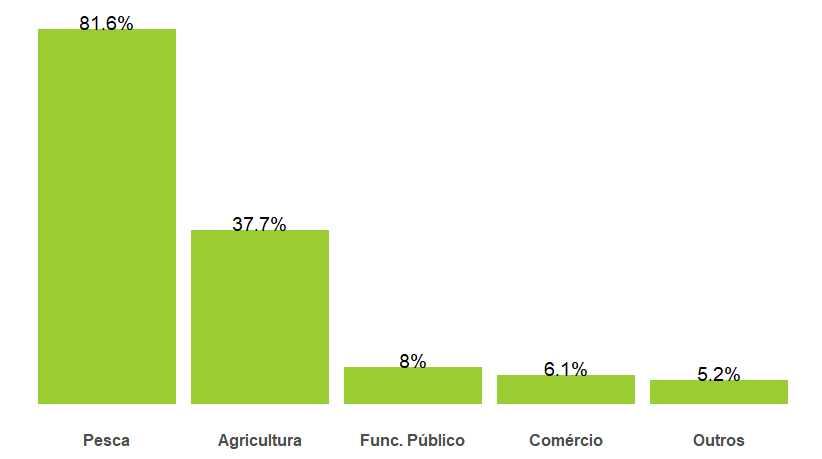 81.6%
37.7%
8%
6.1%
5.2%
Pesca
Agricultura
Func. Público
Comércio
Outros